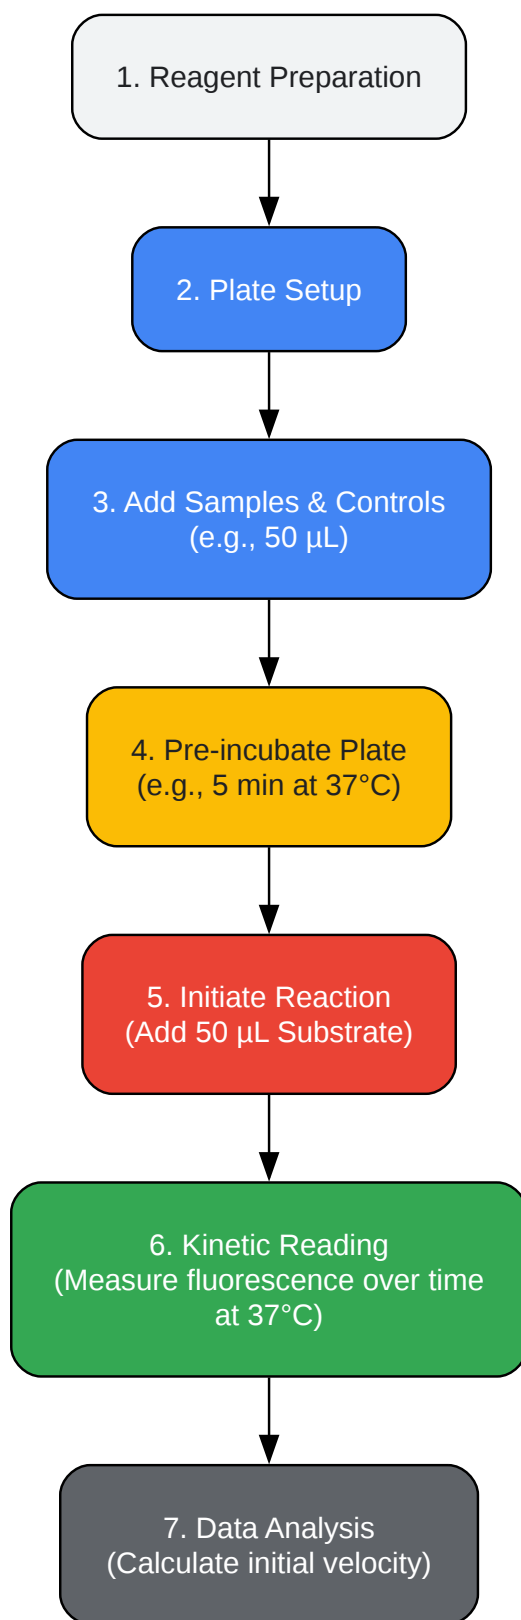 1. Reagent Preparation
2. Plate Setup
3. Add Samples & Controls
(e.g., 50 µL)
4. Pre-incubate Plate
(e.g., 5 min at 37°C)
5. Initiate Reaction
(Add 50 µL Substrate)
6. Kinetic Reading
(Measure fluorescence over time
at 37°C)
7. Data Analysis
(Calculate initial velocity)